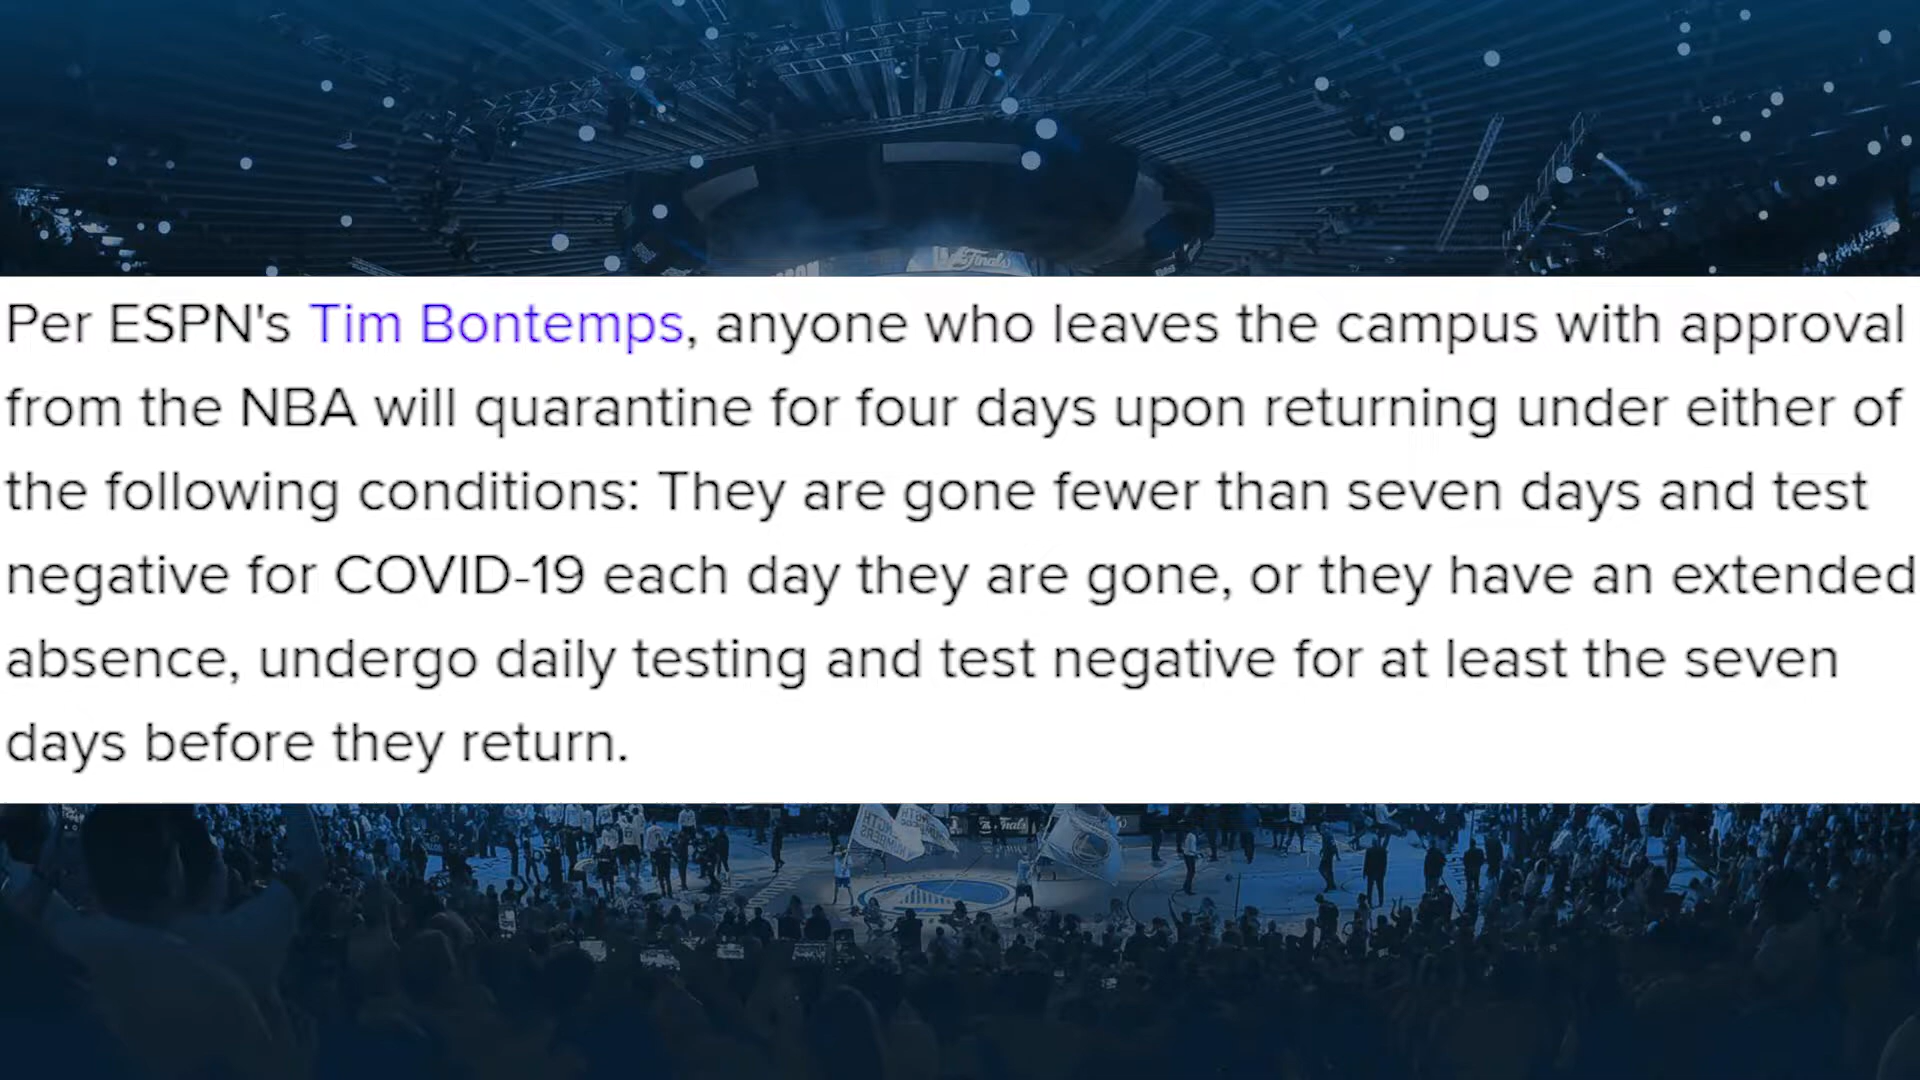 Finals
Per ESPN's Tim Bontemps, anyone who leaves the campus with approval
from the NBA will quarantine for four days upon returning under either of
the following conditions: They are gone fewer than seven days and test
negative for COVID-19 each day they are gone, or they have an extended
absence, undergo daily testing and test negative for at least the seven
days before they return.
The Finals